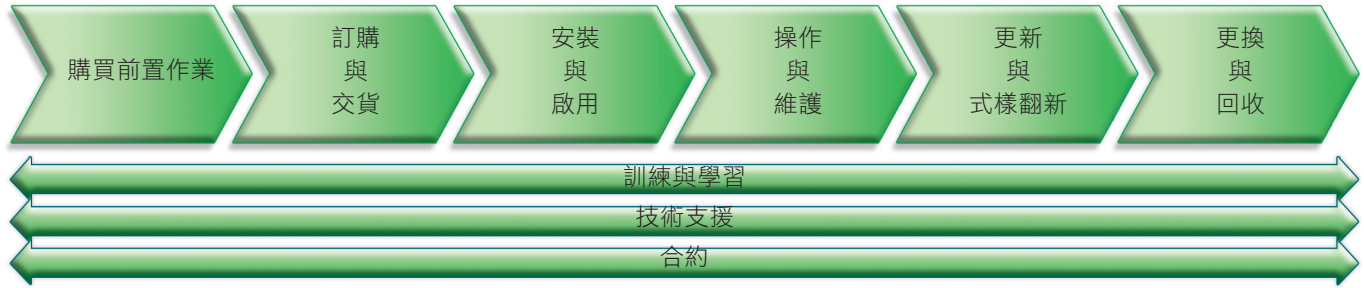 購買前置作業
訂購
與
交貨
安裝
與
啟用
操作
與
維護
更新
與
式樣翻新
更換
與
回收
訓練與學習
技術支援
合約